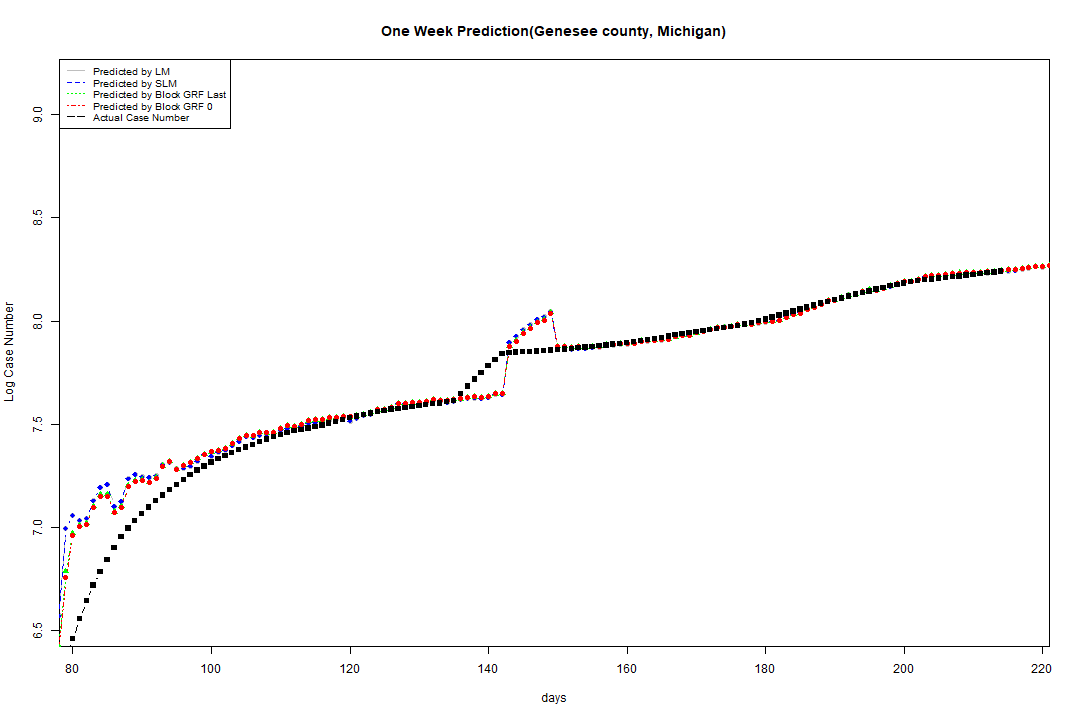 One Week Prediction(Genesee county, Michigan)
Predicted by LM
Predicted by SLM
Predicted by Block GRF Last
Predicted by Block GRF 0
Actual Case Number
Log Case Number
9.0
8.5
8.0
7.5
7.0
6.5
80 100 120 140 160 180 200 220
days